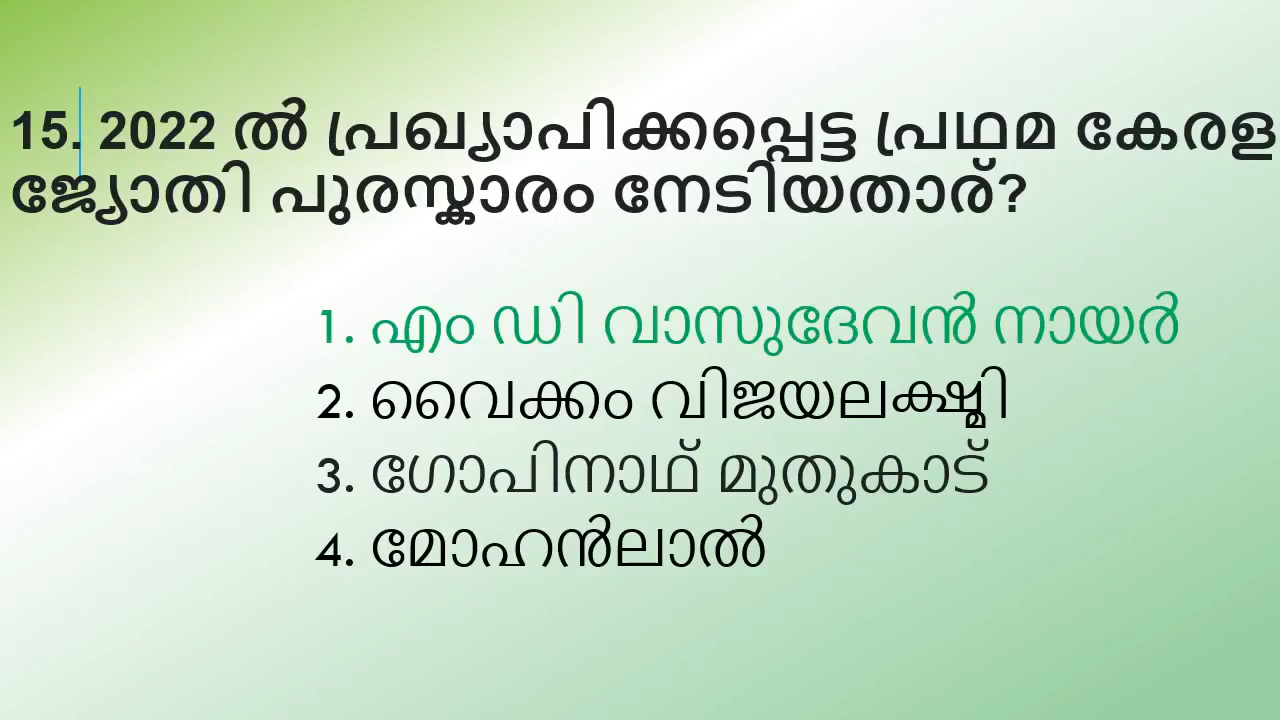 15. 2022 ൽ പ്രഖ്യാപിക്കപ്പെട്ട പ്രഥമ കേരള
ജ്യോതി പുരസ്കാരം നേടിയതാര്?
1. എം ഡി വാസുദേവൻ നായർ
2. വൈക്കം വിജയലക്ഷ്മി
3. ഗോപിനാഥ് മുതുകാട്
4. മോഹൻലാൽ